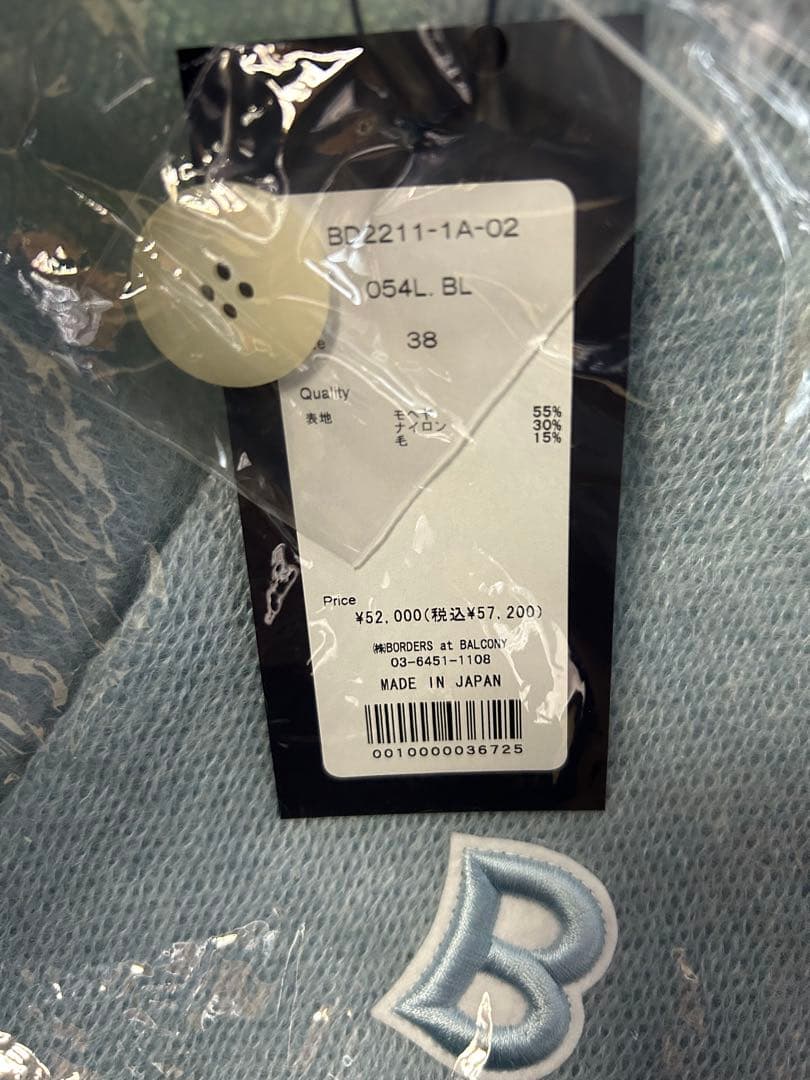 BD2211-1A-02
054L. BL
38
Quality
表地 モヘヤ 55%
ナイロン 30%
毛 15%
Price
¥52,000(税込¥57,200)
㈱BORDERS at BALCONY
03-6451-1108
MADE IN JAPAN
0010000036725
B